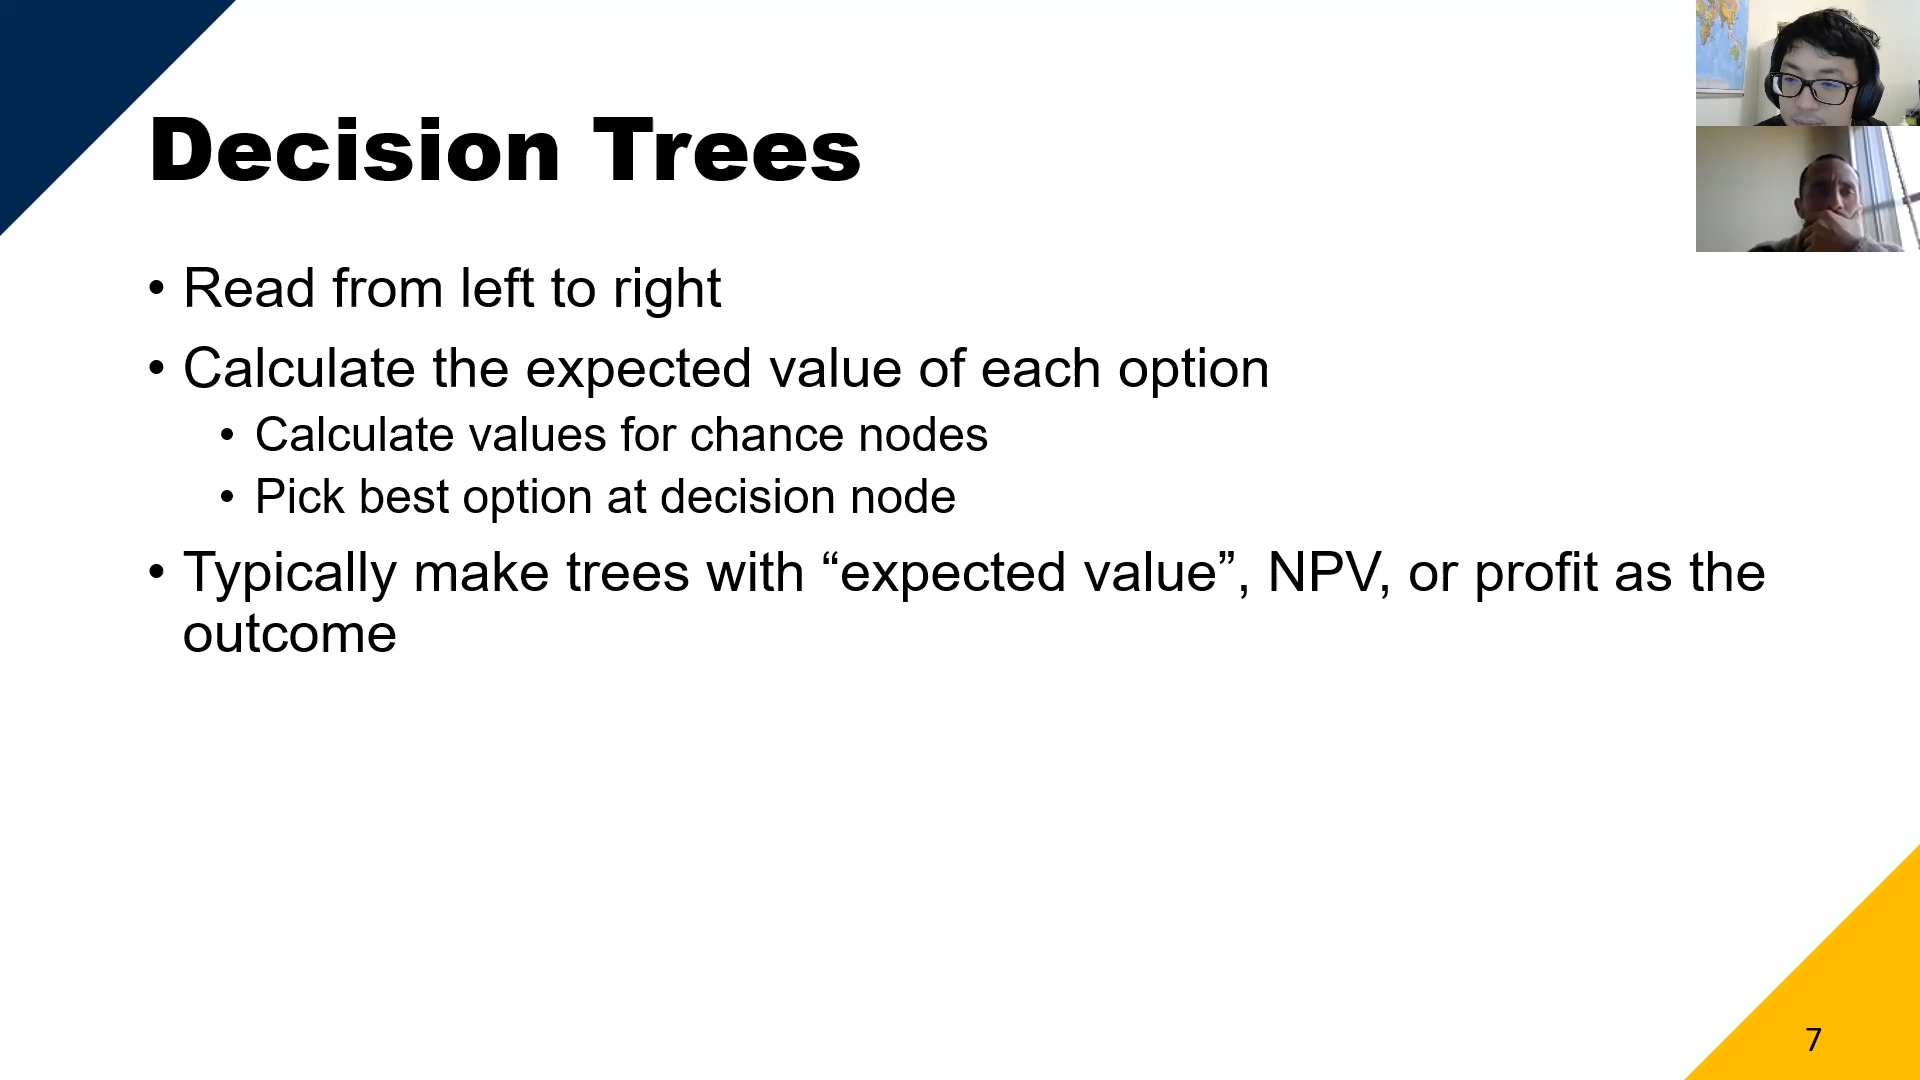 Decision Trees
• Read from left to right
• Calculate the expected value of each option
• Calculate values for chance nodes
• Pick best option at decision node
• Typically make trees with “expected value”, NPV, or profit as the
outcome
7